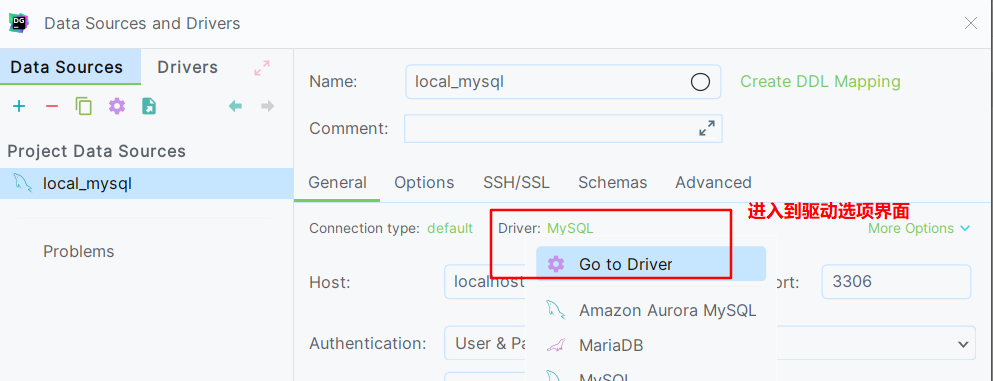 DG
Data Sources and Drivers
Data Sources
Drivers
Project Data Sources
local_mysql
Problems
Name:
local_mysql
Create DDL Mapping
Comment:
General
Options
SSH/SSL
Schemas
Advanced
进入到驱动选项界面
Connection type: default
Driver: MySQL
More Options
Go to Driver
Host:
localhost
ort:
3306
Amazon Aurora MySQL
Authentication:
User & Pa
MariaDB
MySQL